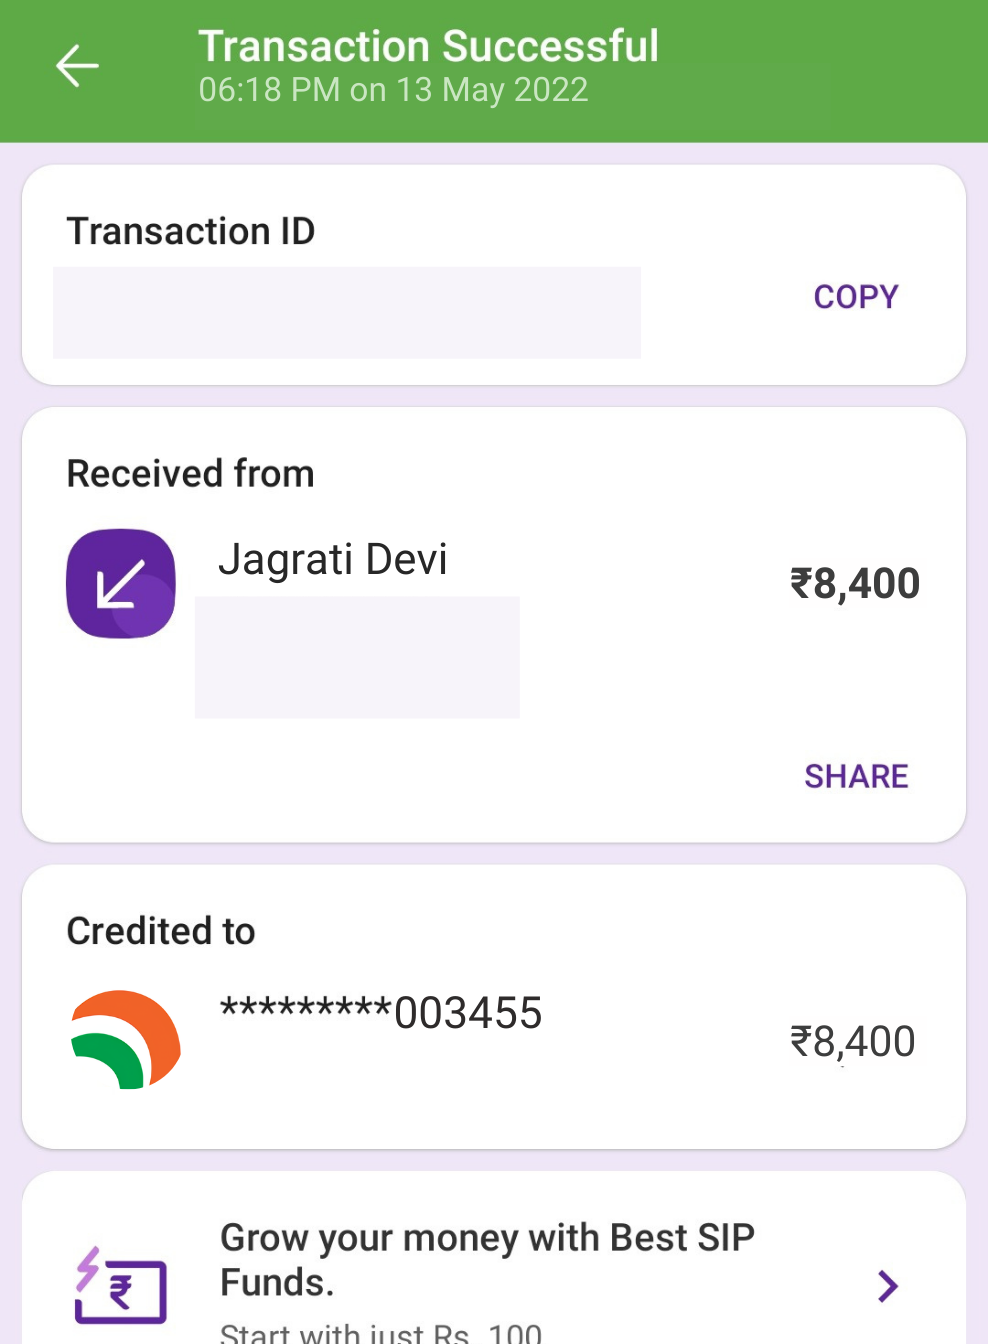 Transaction Successful
06:18 PM on 13 May 2022
Transaction ID
COPY
Received from
Jagrati Devi
₹8,400
SHARE
Credited to
*********003455
₹8,400
Grow your money with Best SIP
Funds.
₹
Start with just Rs. 100